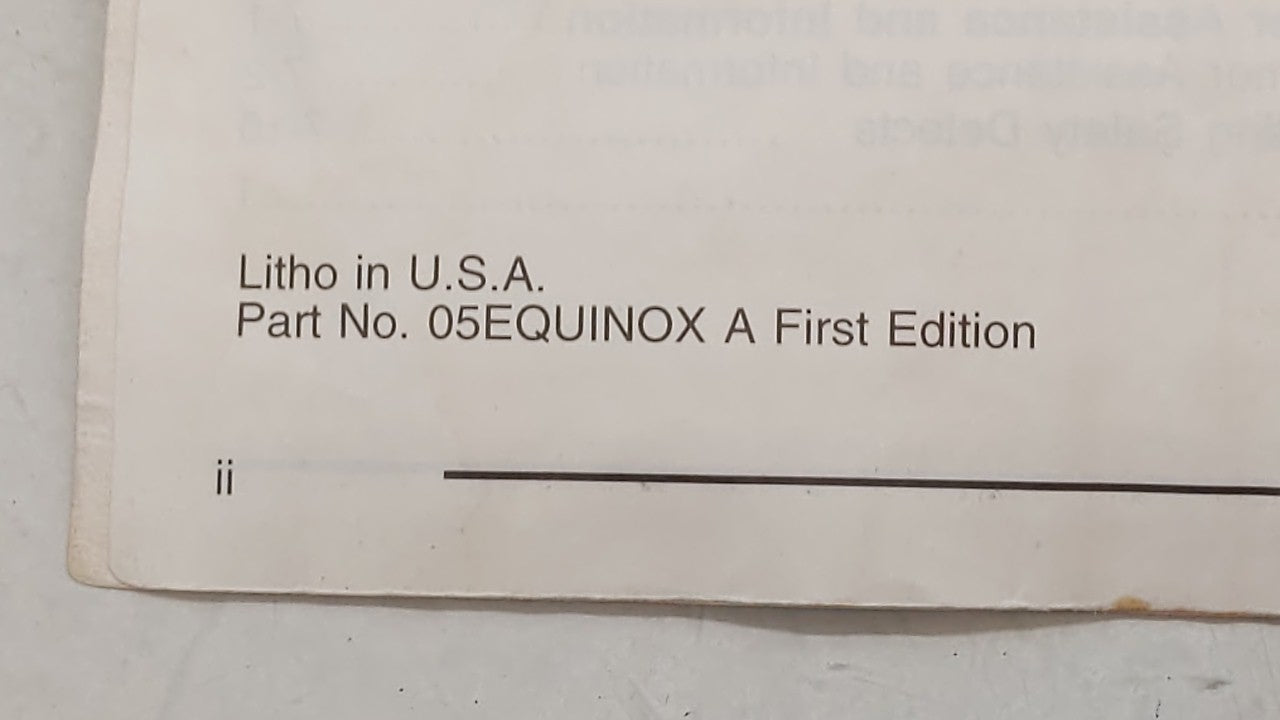 Litho in U.S.A.
Part No. 05EQUINOX A First Edition
ii